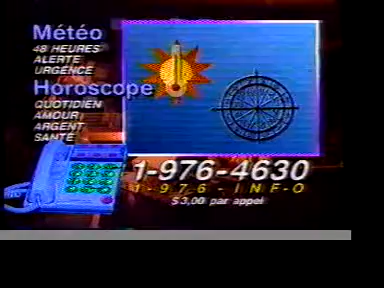 Météo
48 HEURES
ALERTE
URGENCE
Horoscope
QUOTIDIEN
AMOUR
ARGENT
SANTÉ
1-976-4630
1-976-INFO
$3,00 par appel